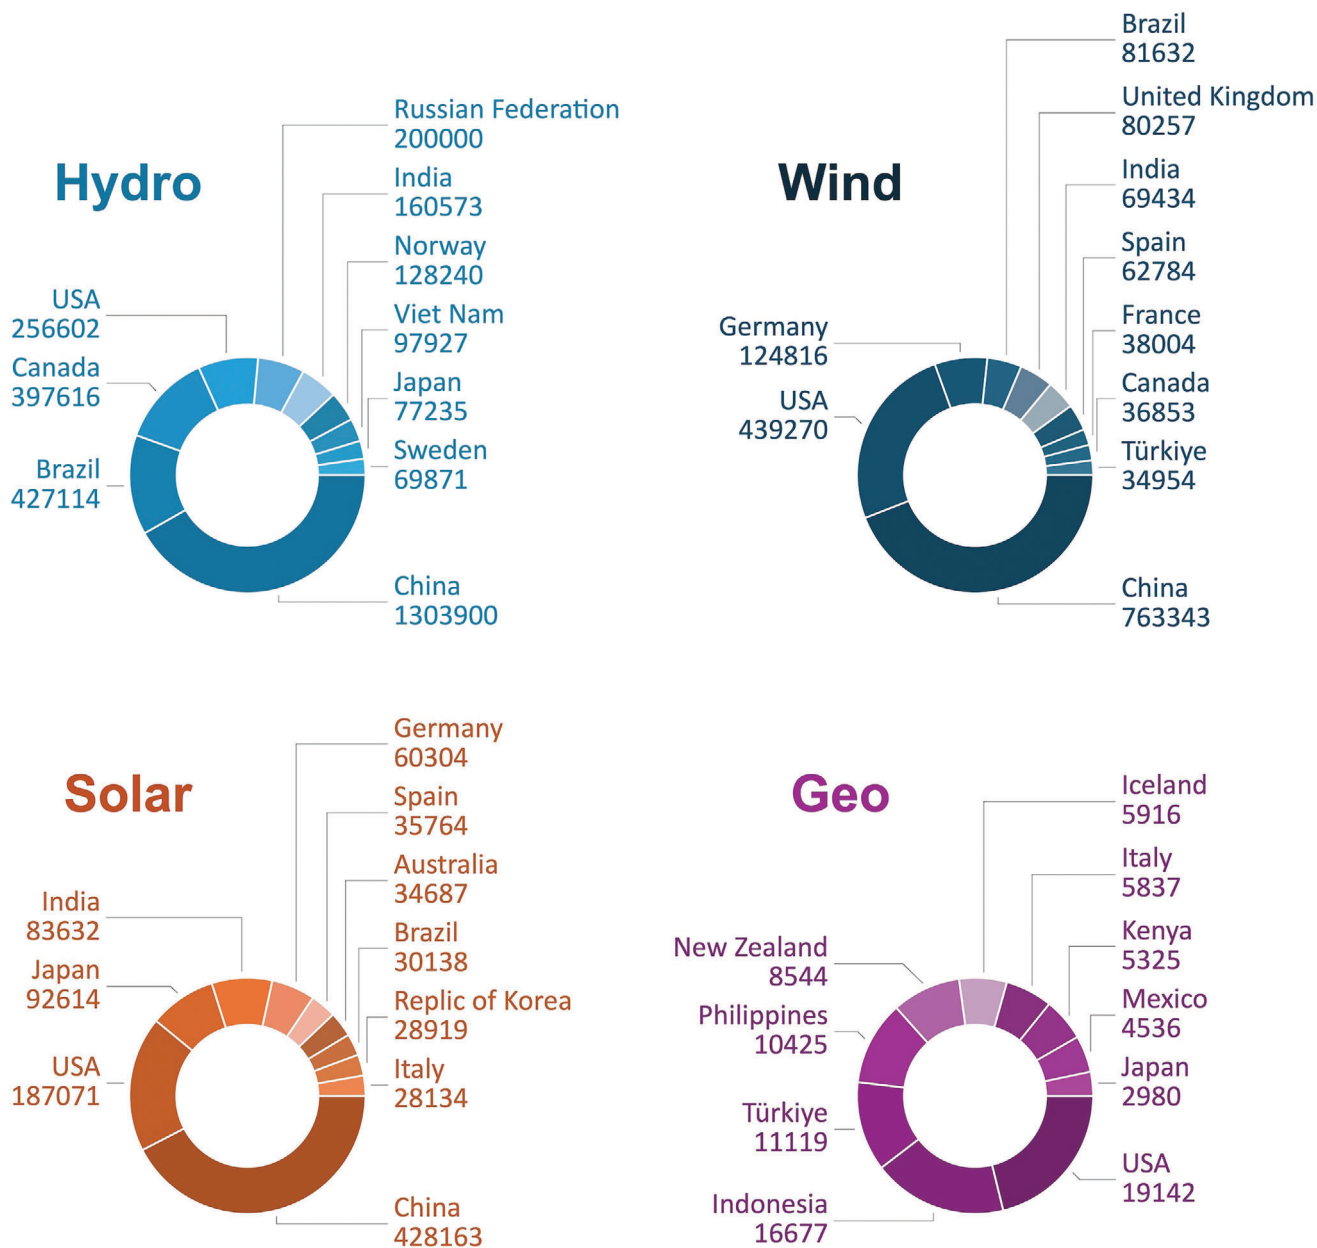 Hydro
Russian Federation
200000
India
160573
Norway
128240
Viet Nam
97927
Japan
77235
Sweden
69871
USA
256602
Canada
397616
Brazil
427114
China
1303900
Wind
Brazil
81632
United Kingdom
80257
India
69434
Spain
62784
France
38004
Canada
36853
Türkiye
34954
Germany
124816
USA
439270
China
763343
Solar
Germany
60304
Spain
35764
Australia
34687
Brazil
30138
Replic of Korea
28919
Italy
28134
India
83632
Japan
92614
USA
187071
China
428163
Geo
Iceland
5916
Italy
5837
Kenya
5325
Mexico
4536
Japan
2980
New Zealand
8544
Philippines
10425
Türkiye
11119
Indonesia
16677
USA
19142